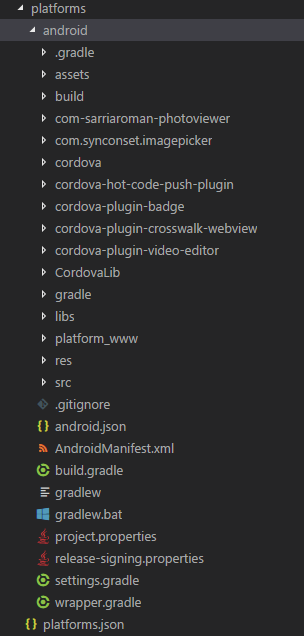 platforms
android
.gradle
assets
build
com-sarriaroman-photoviewer
com.synconset.imagepicker
cordova
cordova-hot-code-push-plugin
cordova-plugin-badge
cordova-plugin-crosswalk-webview
cordova-plugin-video-editor
CordovaLib
gradle
libs
platform_www
res
src
.gitignore
{} android.json
AndroidManifest.xml
build.gradle
gradlew
gradlew.bat
project.properties
release-signing.properties
settings.gradle
wrapper.gradle
{} platforms.json